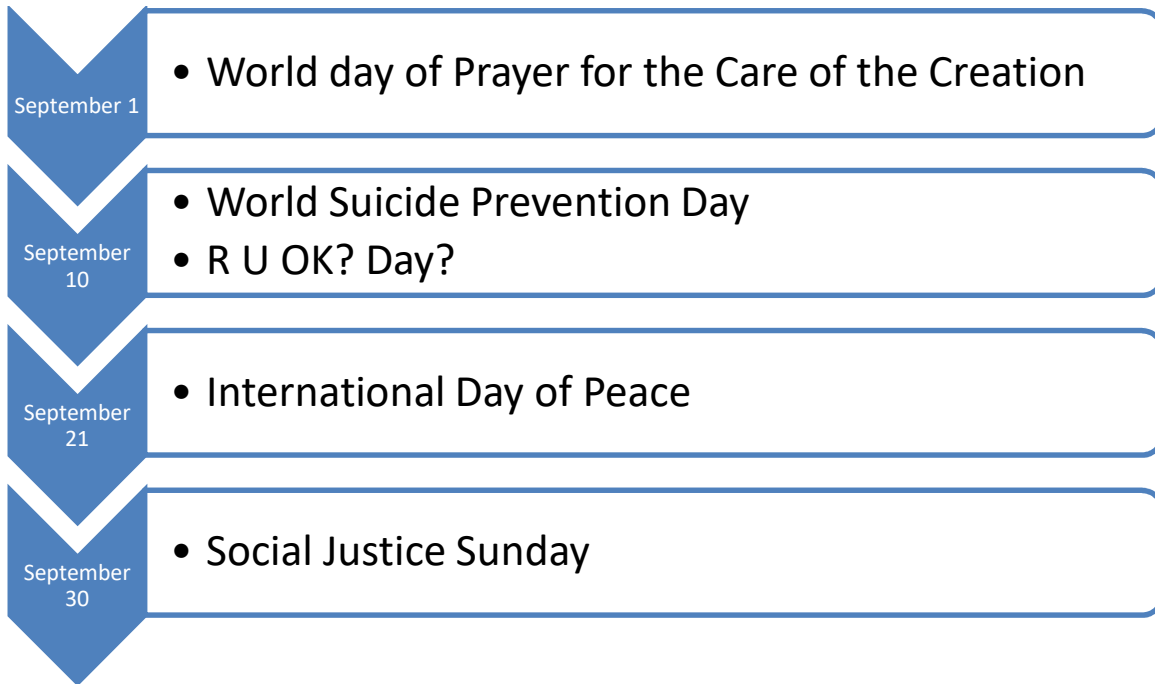 September 1
• World day of Prayer for the Care of the Creation
September
10
• World Suicide Prevention Day
• R U OK? Day?
September
21
• International Day of Peace
September
30
• Social Justice Sunday